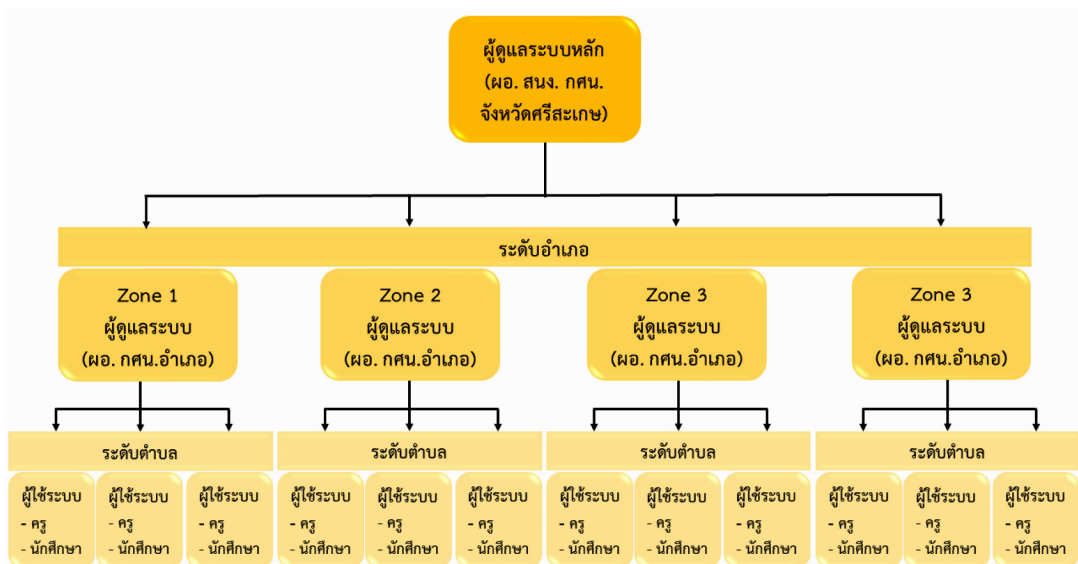 ผู้ดูแลระบบหลัก
(ผอ. สนง. กศน.
จังหวัดศรีสะเกษ)
ระดับอำเภอ
Zone 1
ผู้ดูแลระบบ
(ผอ. กศน.อำเภอ)
Zone 2
ผู้ดูแลระบบ
(ผอ. กศน.อำเภอ)
Zone 3
ผู้ดูแลระบบ
(ผอ. กศน.อำเภอ)
Zone 3
ผู้ดูแลระบบ
(ผอ. กศน.อำเภอ)
ระดับตำบล
ระดับตำบล
ระดับตำบล
ระดับตำบล
ผู้ใช้ระบบ
- ครู
- นักศึกษา
ผู้ใช้ระบบ
- ครู
- นักศึกษา
ผู้ใช้ระบบ
- ครู
- นักศึกษา
ผู้ใช้ระบบ
- ครู
- นักศึกษา
ผู้ใช้ระบบ
- ครู
- นักศึกษา
ผู้ใช้ระบบ
- ครู
- นักศึกษา
ผู้ใช้ระบบ
- ครู
- นักศึกษา
ผู้ใช้ระบบ
- ครู
- นักศึกษา
ผู้ใช้ระบบ
- ครู
- นักศึกษา
ผู้ใช้ระบบ
- ครู
- นักศึกษา
ผู้ใช้ระบบ
- ครู
- นักศึกษา
ผู้ใช้ระบบ
- ครู
- นักศึกษา